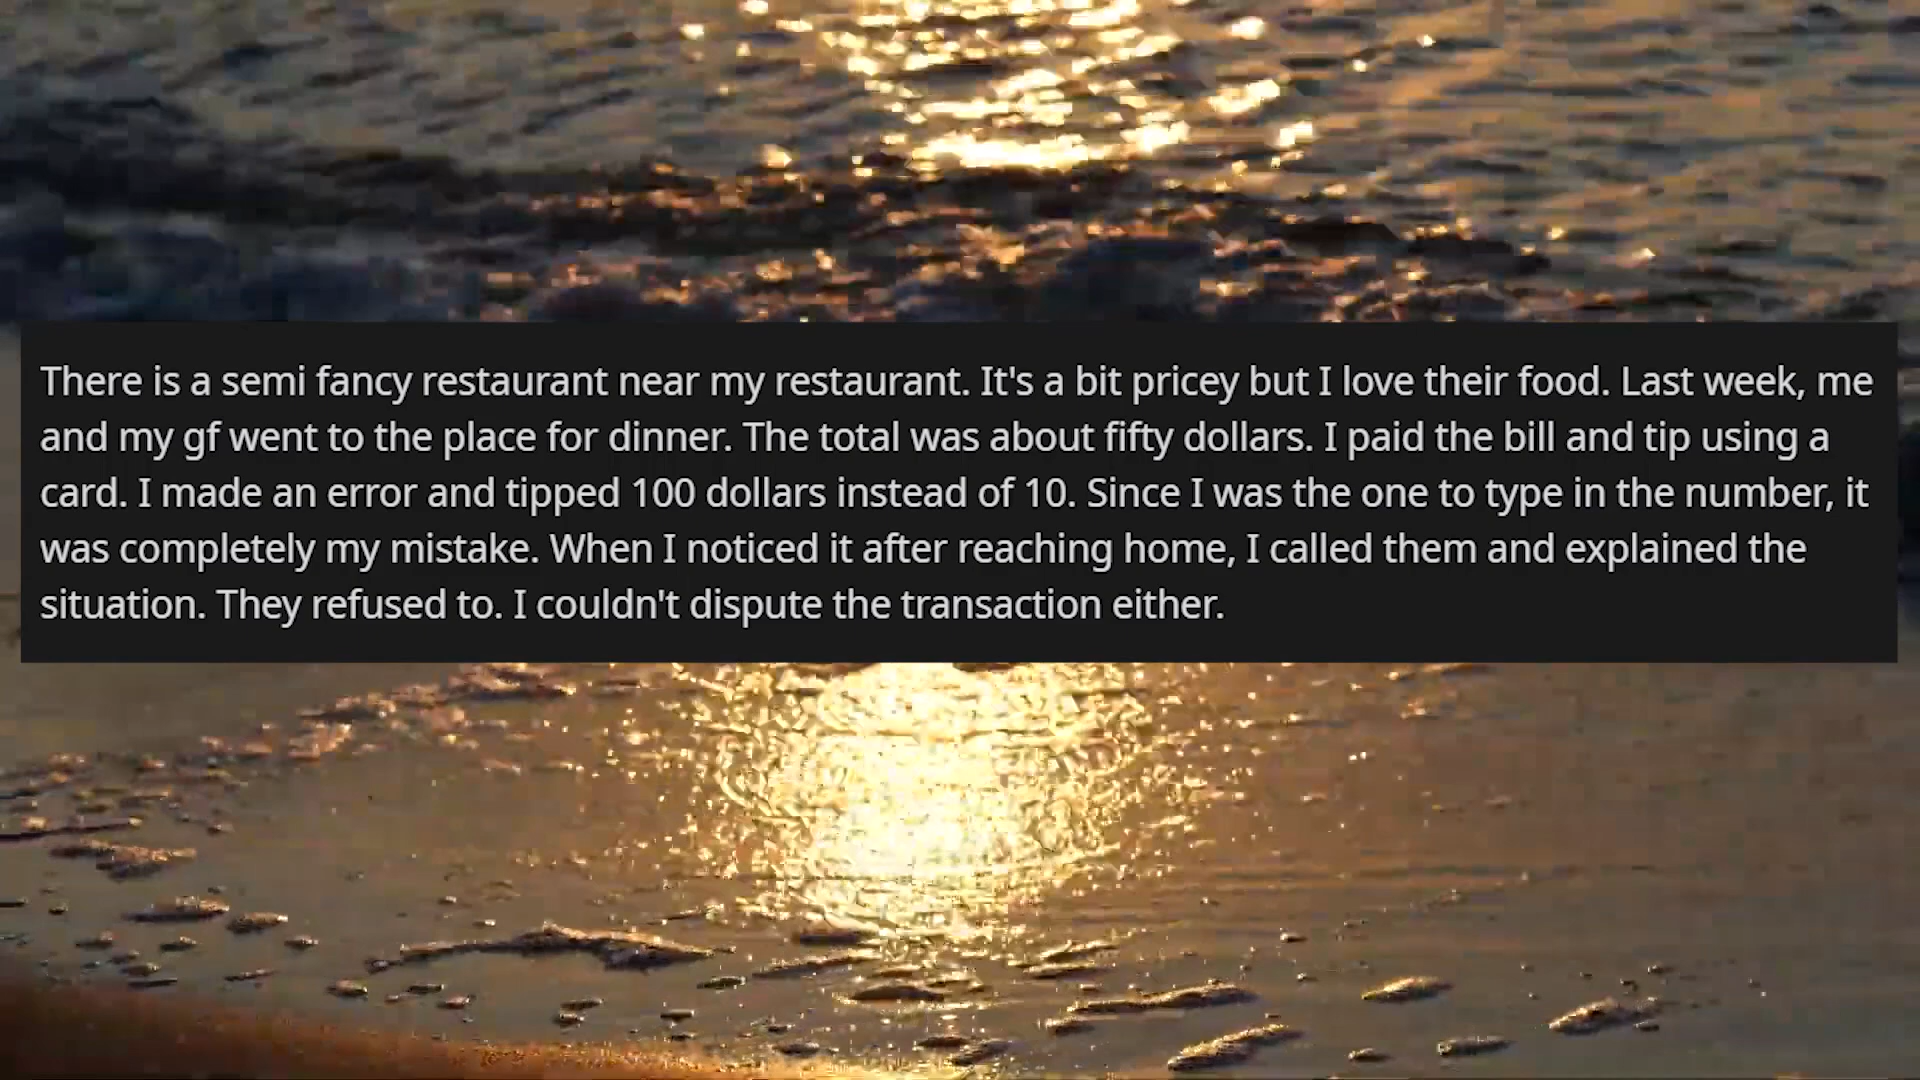 There is a semi fancy restaurant near my restaurant. It's a bit pricey but I love their food. Last week, me
and my gf went to the place for dinner. The total was about fifty dollars. I paid the bill and tip using a
card. I made an error and tipped 100 dollars instead of 10. Since I was the one to type in the number, it
was completely my mistake. When I noticed it after reaching home, I called them and explained the
situation. They refused to. I couldn't dispute the transaction either.